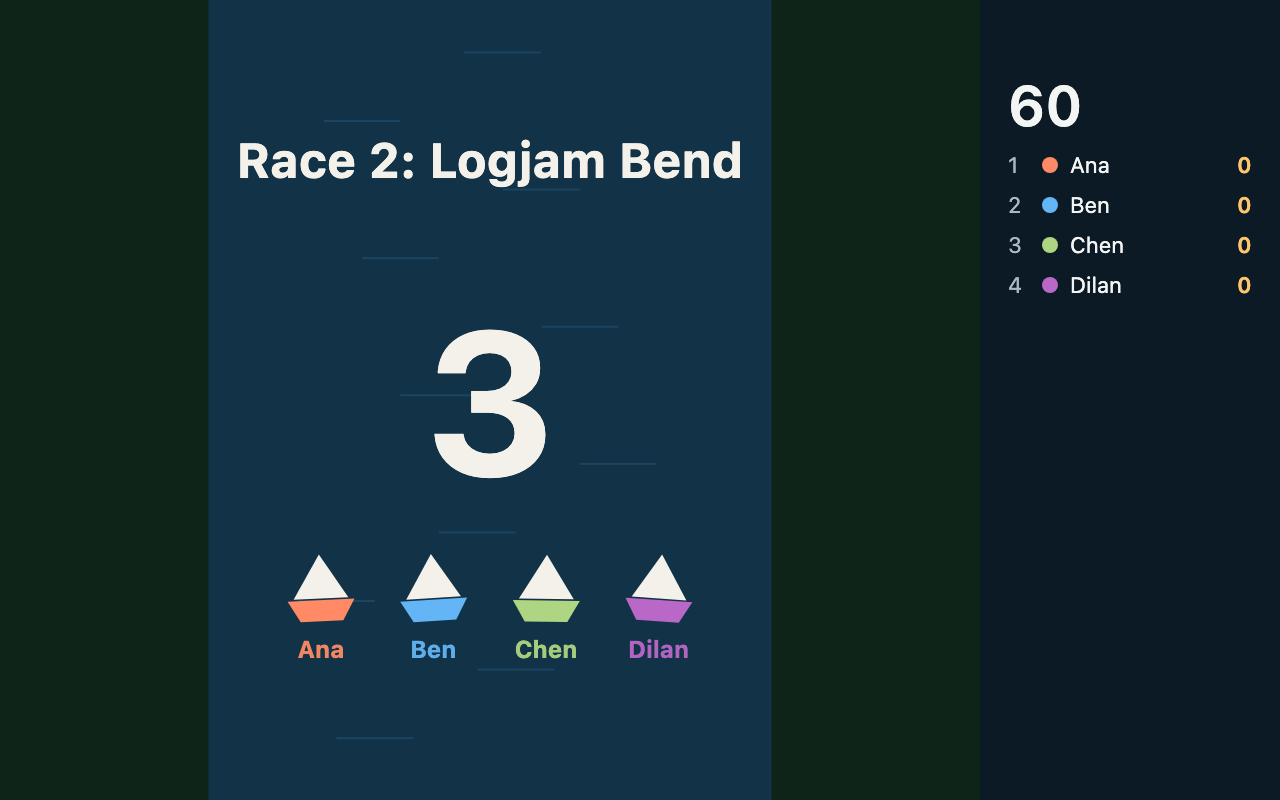 Race 2: Logjam Bend
3
Ana
Ben
Chen
Dilan
60
1 Ana 0
2 Ben 0
3 Chen 0
4 Dilan 0